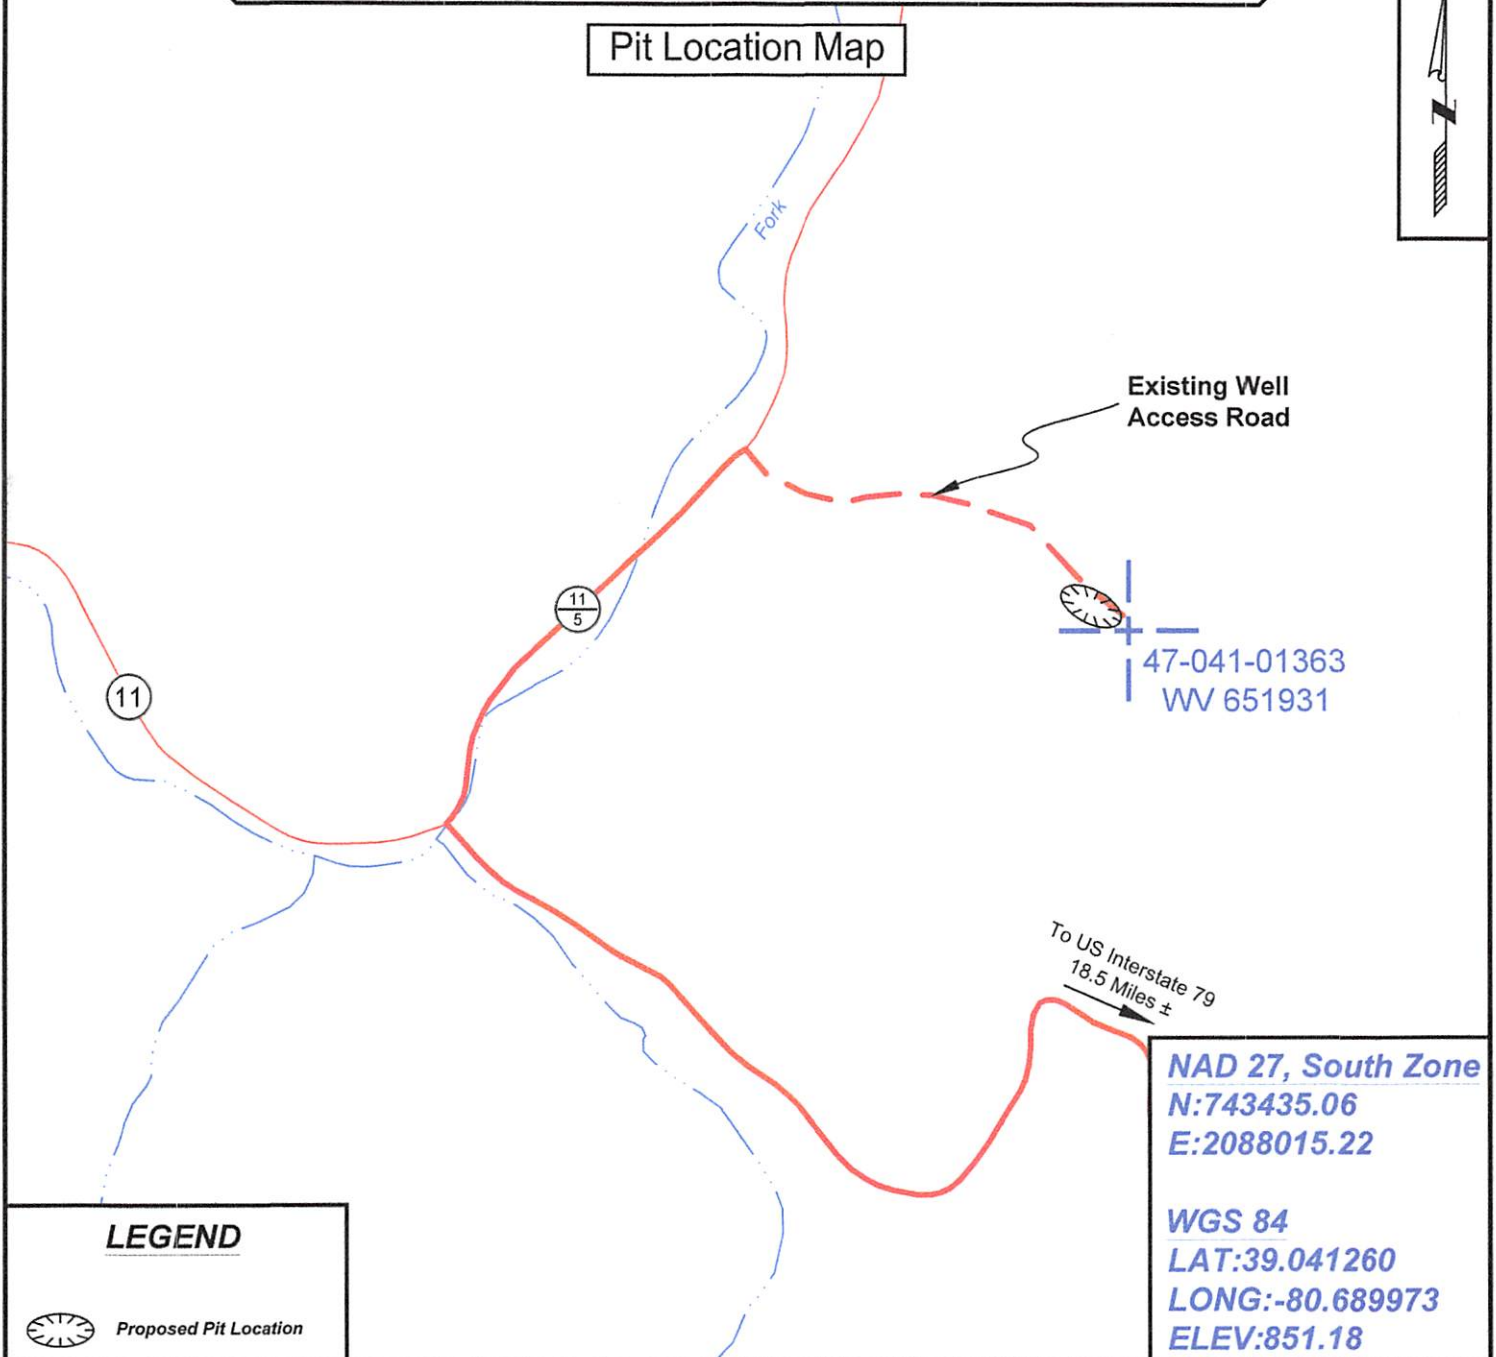 Pit Location Map
N
Fork
Existing Well
Access Road
11
5
47-041-01363
WV 651931
11
To US Interstate 79
18.5 Miles ±
NAD 27, South Zone
N:743435.06
E:2088015.22
WGS 84
LAT:39.041260
LONG:-80.689973
ELEV:851.18
LEGEND
Proposed Pit Location